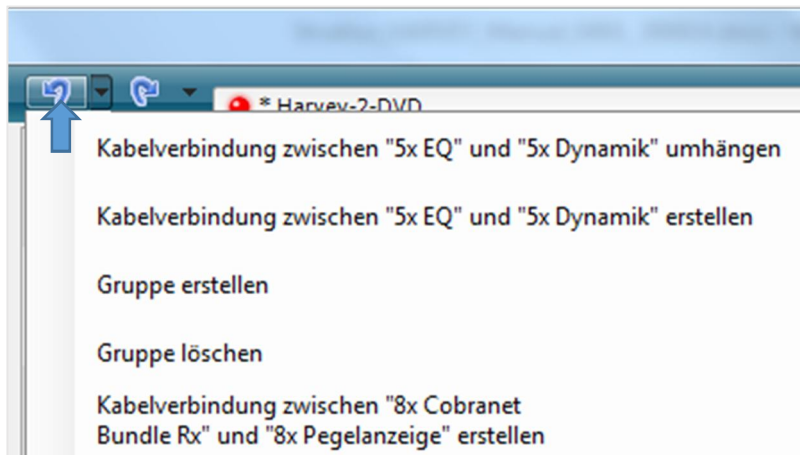 * Harvey-2-DVD
Kabelverbindung zwischen "5x EQ" und "5x Dynamik" umhängen
Kabelverbindung zwischen "5x EQ" und "5x Dynamik" erstellen
Gruppe erstellen
Gruppe löschen
Kabelverbindung zwischen "8x Cobranet
Bundle Rx" und "8x Pegelanzeige" erstellen